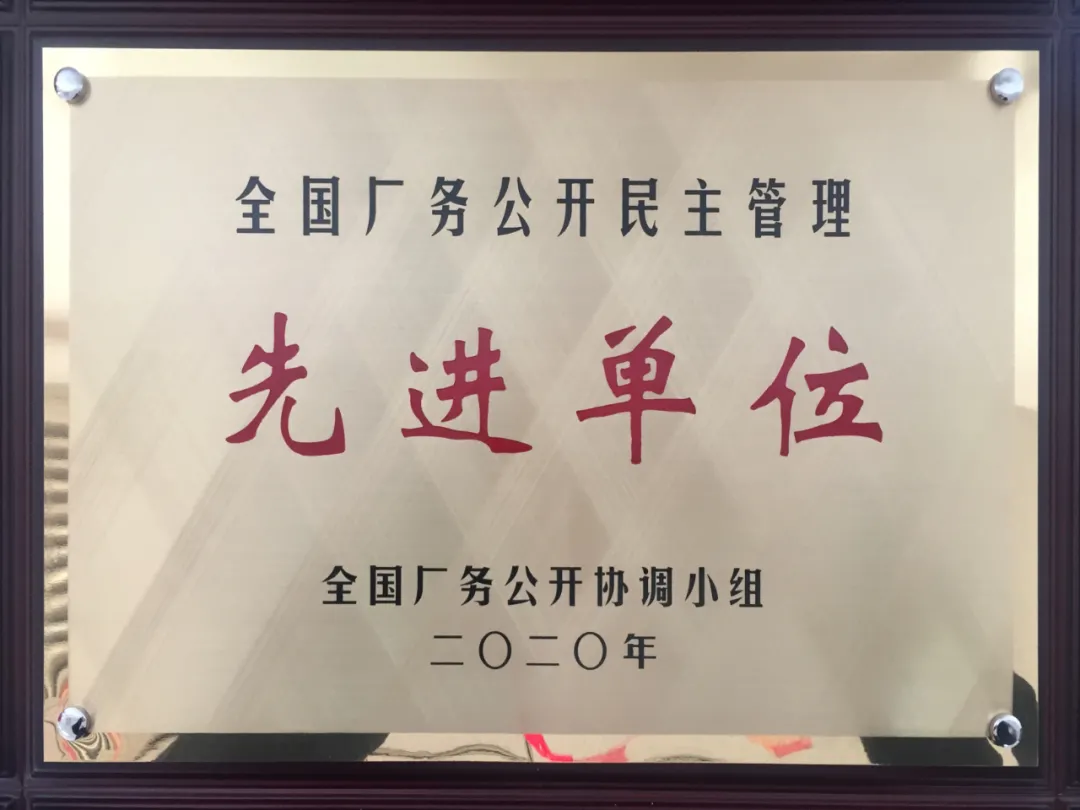 全国厂务公开民主管理
先进单位
全国厂务公开协调小组
二〇二〇年